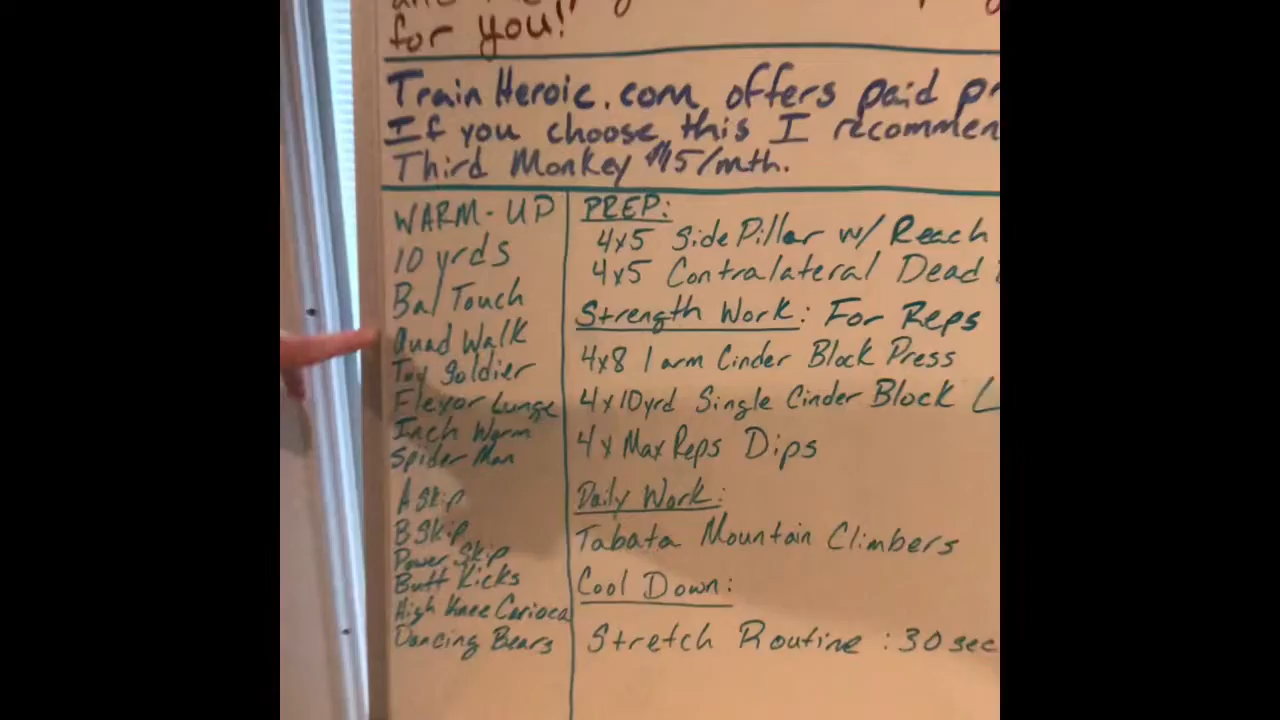 for you!"
Train Heroic.com offers paid
If you choose this I recommen
Third Monkey $15/mth.
WARM-UP
10 yrds
Bal Touch
Quad Walk
Toy Soldier
Flexor Lunge
Inch Worm
Spider Man
A Skip
B Skip
Power Skip
Butt Kicks
High Knee Carioca
Dancing Bears
PREP:
4x5 Side Pillar w/ Reach
4x5 Contralateral Dead
Strength Work: For Reps
4x8 1 arm Cinder Block Press
4x10yrd Single Cinder Block L
4x Max Reps Dips
Daily Work:
Tabata Mountain Climbers
Cool Down:
Stretch Routine : 30 sec